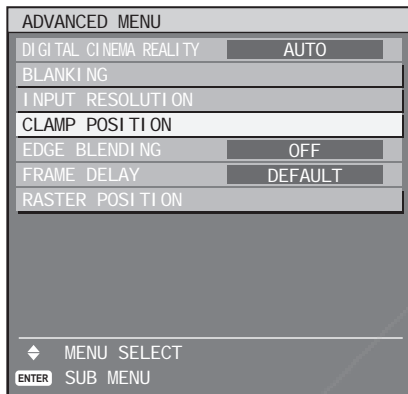 ADVANCED MENU
DIGITAL CINEMA REALITY AUTO
BLANKING
INPUT RESOLUTION
CLAMP POSITION
EDGE BLENDING OFF
FRAME DELAY DEFAULT
RASTER POSITION
MENU SELECT
ENTER SUB MENU